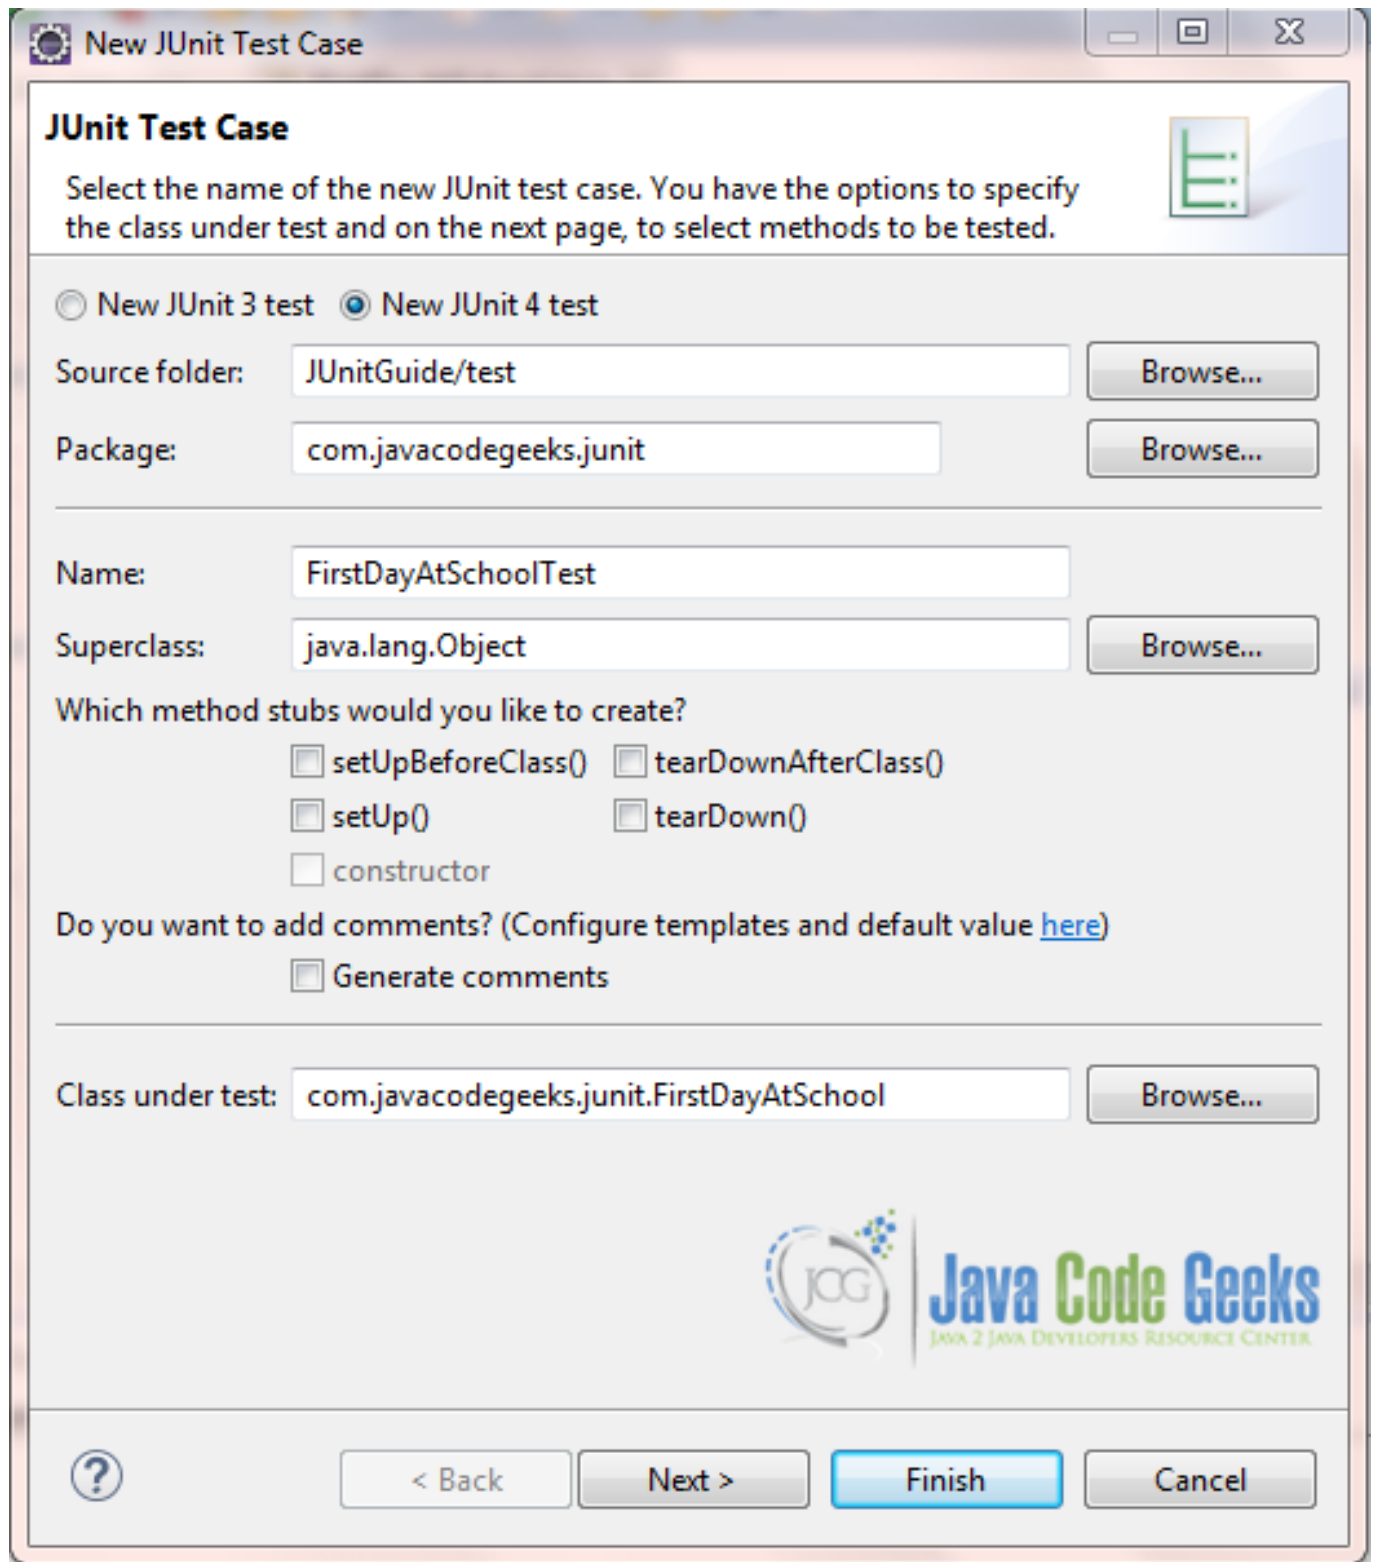 New JUnit Test Case
JUnit Test Case
Select the name of the new JUnit test case. You have the options to specify
the class under test and on the next page, to select methods to be tested.
New JUnit 3 test New JUnit 4 test
Source folder: JUnitGuide/test Browse...
Package: com.javacodegeeks.junit Browse...
Name: FirstDayAtSchoolTest
Superclass: java.lang.Object Browse...
Which method stubs would you like to create?
setUpBeforeClass() tearDownAfterClass()
setUp() tearDown()
constructor
Do you want to add comments? (Configure templates and default value here)
Generate comments
Class under test: com.javacodegeeks.junit.FirstDayAtSchool Browse...
JCG Java Code Geeks
JAVA 2 JAVA DEVELOPERS RESOURCE CENTER
? < Back Next > Finish Cancel